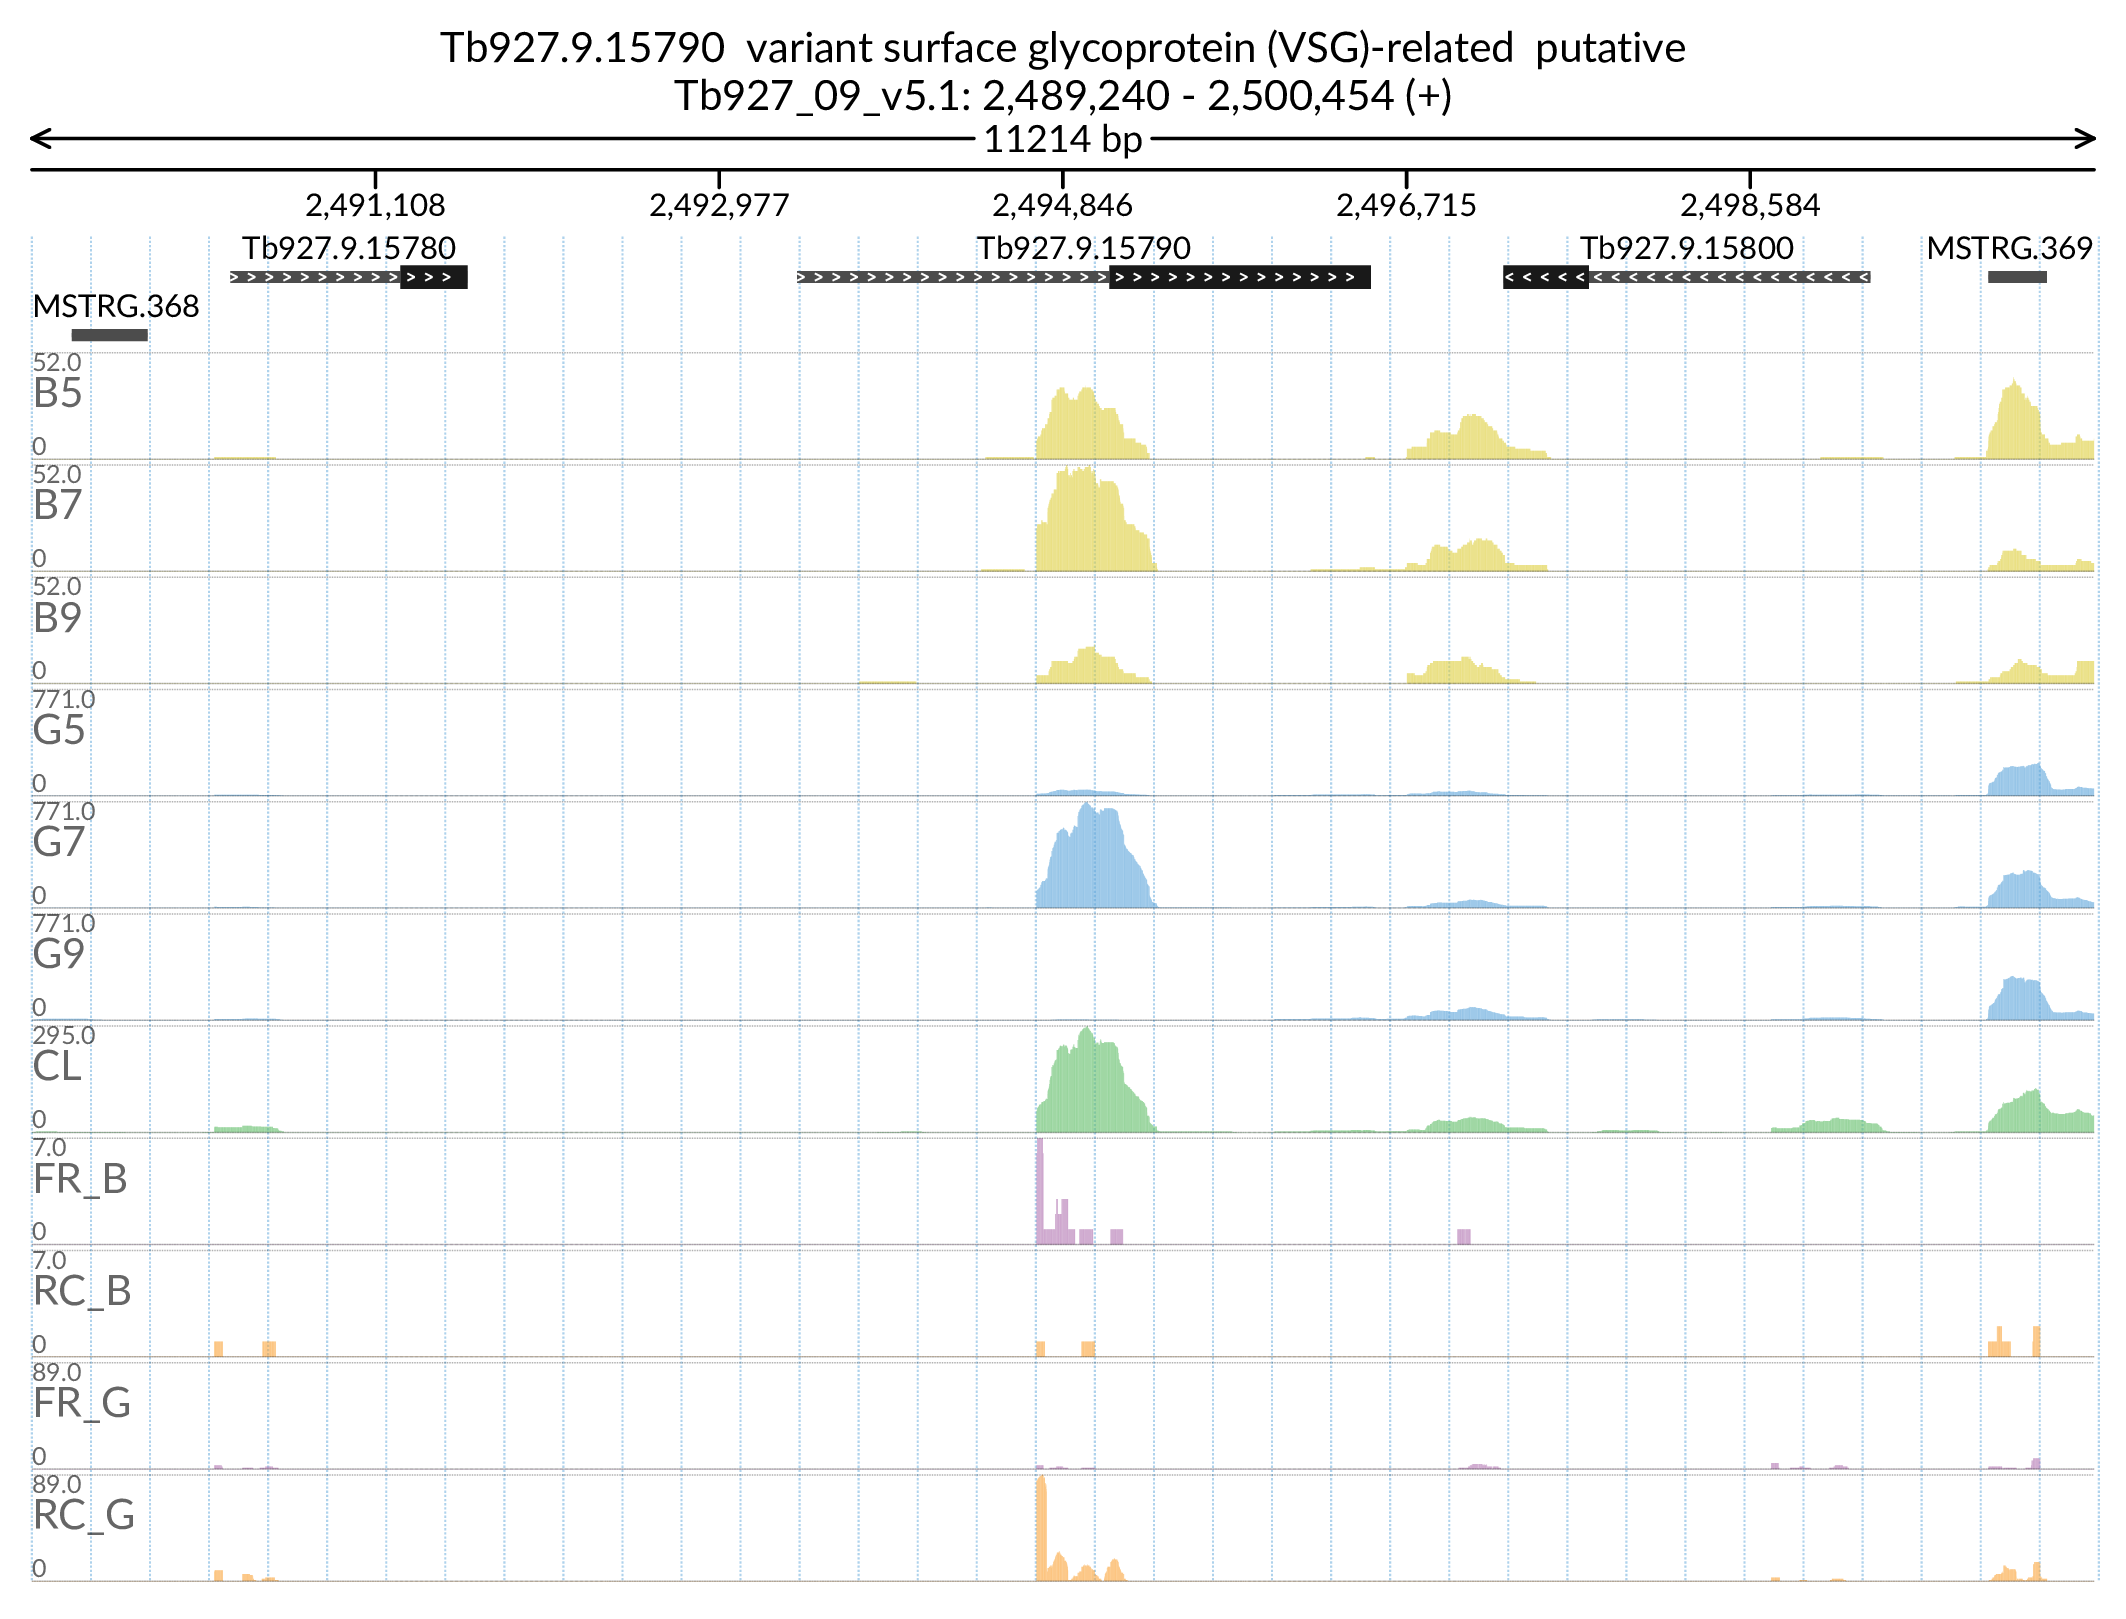 Tb927.9.15790  variant surface glycoprotein (VSG)-related  putative
Tb927_09_v5.1: 2,489,240 - 2,500,454 (+)
11214 bp
2,491,108 2,492,977 2,494,846 2,496,715 2,498,584
Tb927.9.15780 Tb927.9.15790 Tb927.9.15800 MSTRG.369
MSTRG.368
52.0
B5
0
52.0
B7
0
52.0
B9
0
771.0
G5
0
771.0
G7
0
771.0
G9
0
295.0
CL
0
7.0
FR_B
0
7.0
RC_B
0
89.0
FR_G
0
89.0
RC_G
0